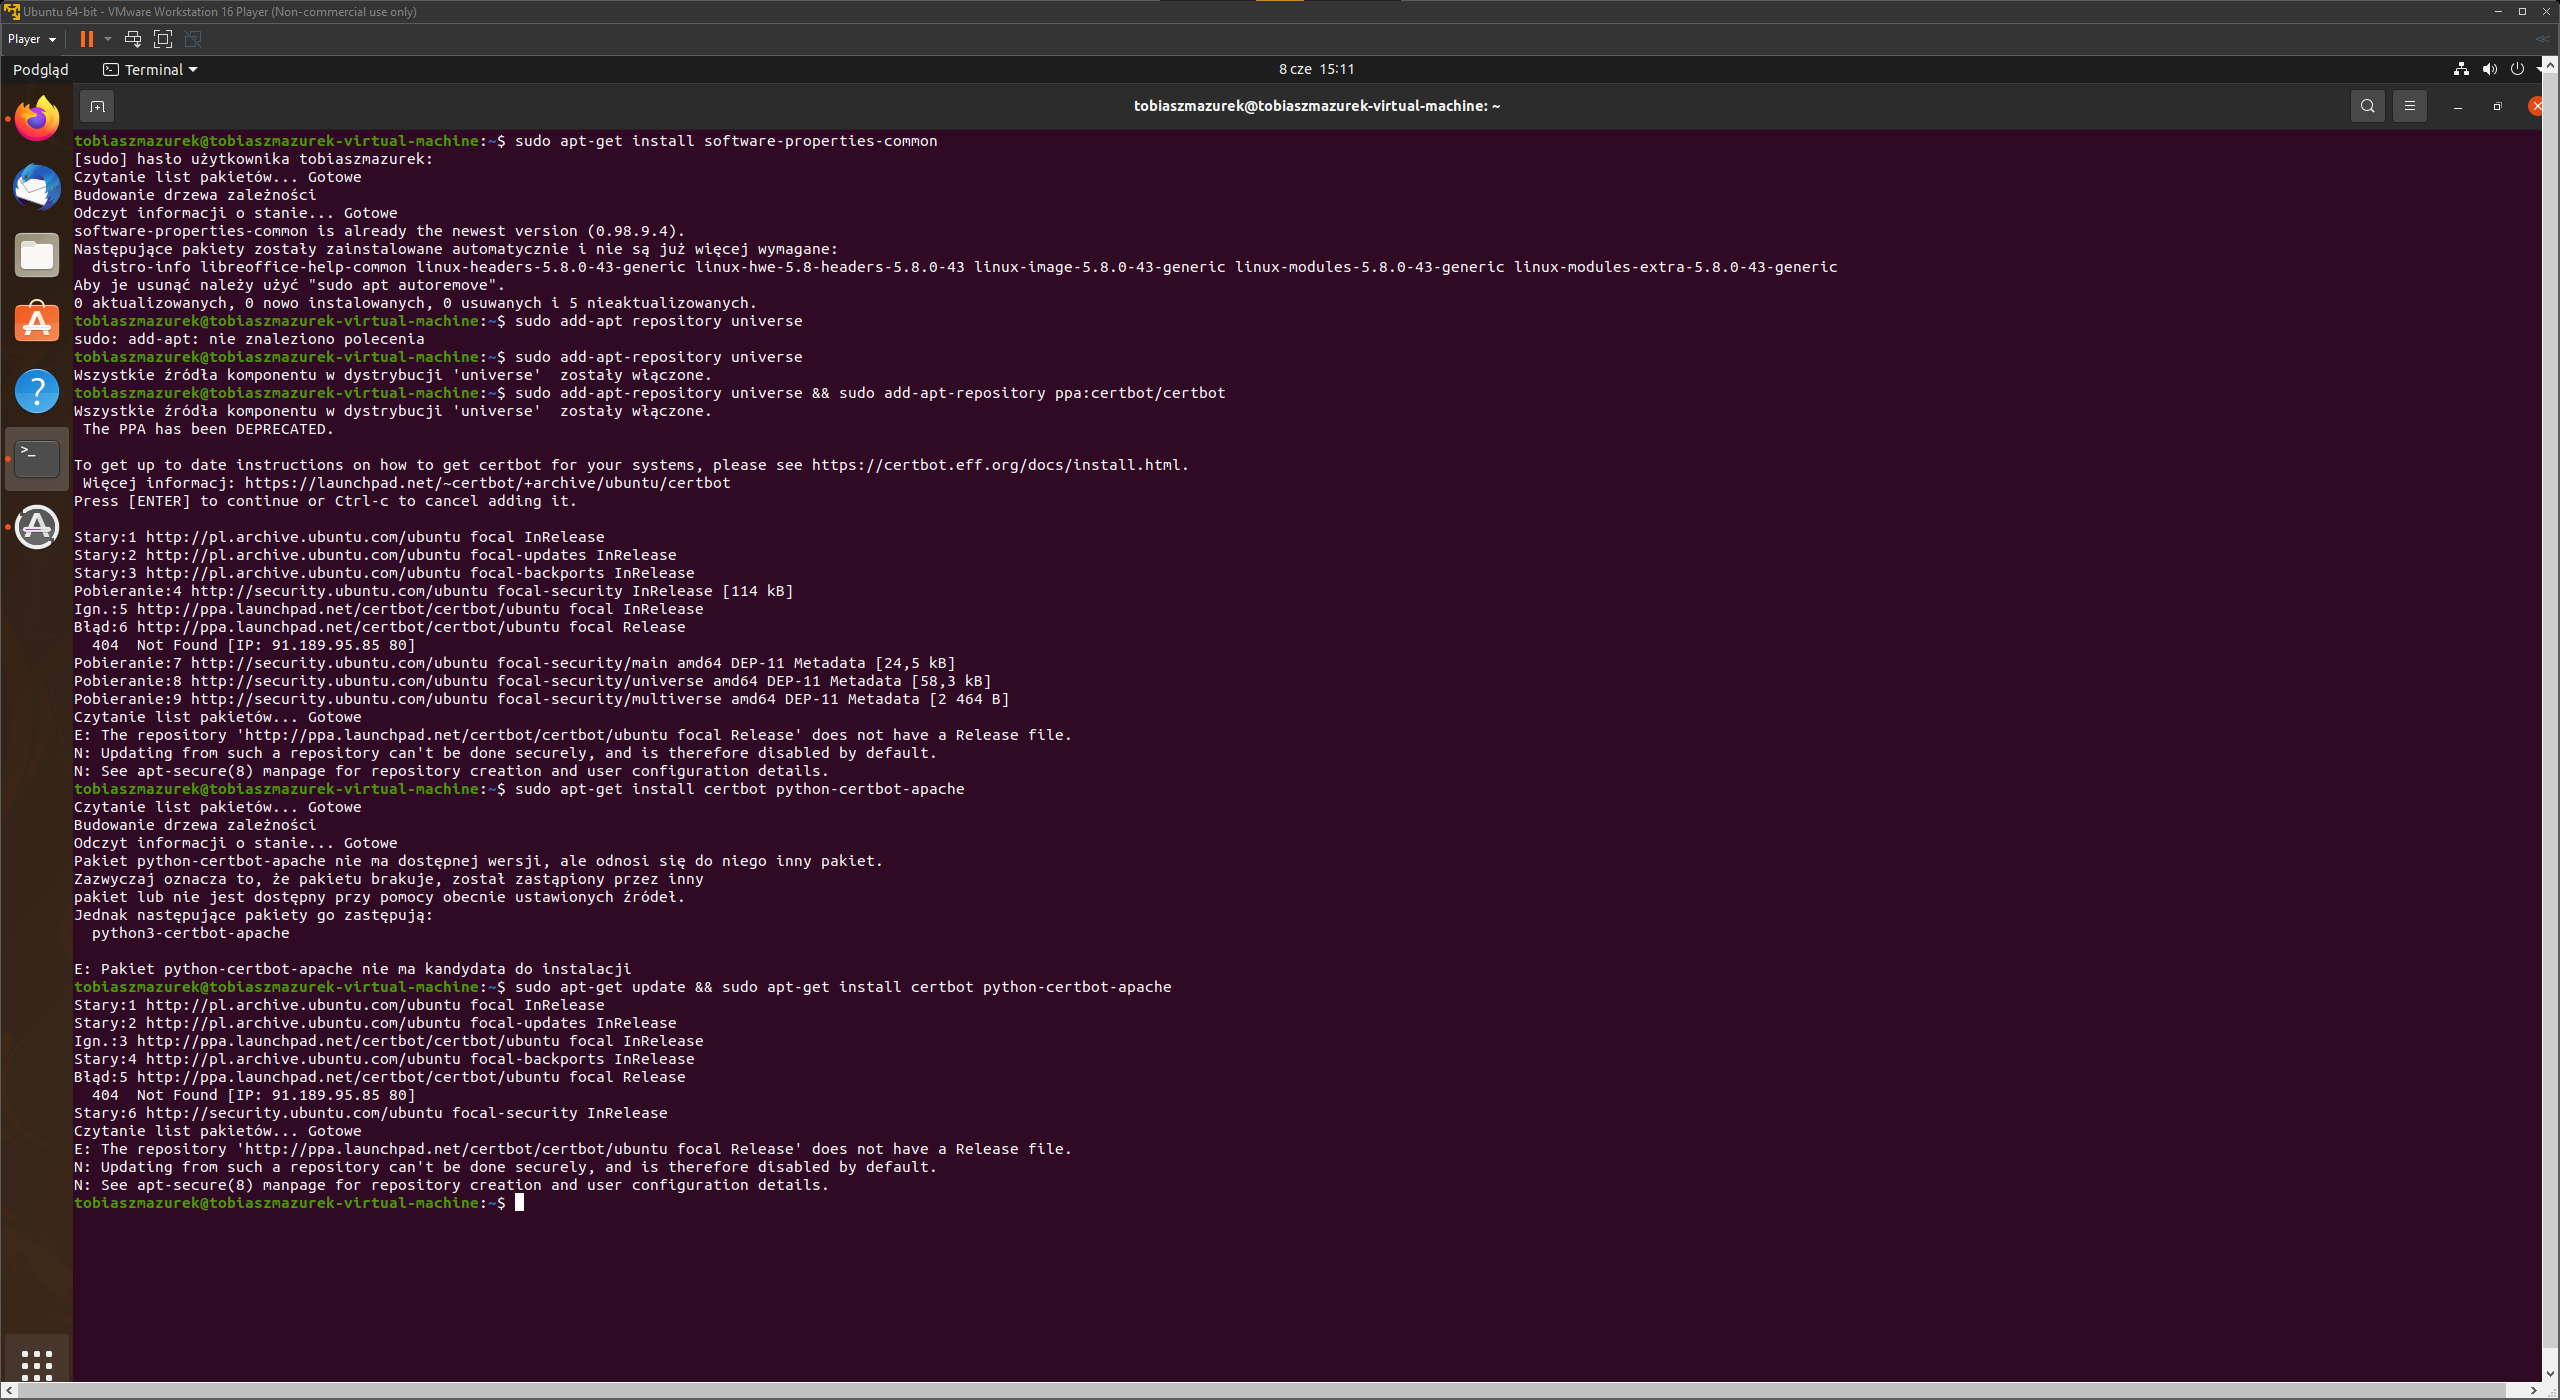 Ubuntu 64-bit - VMware Workstation 16 Player (Non-commercial use only)
Player
Podgląd
Terminal
8 cze 15:11
tobiaszmazurek@tobiaszmazurek-virtual-machine: ~
tobiaszmazurek@tobiaszmazurek-virtual-machine:~$ sudo apt-get install software-properties-common
[sudo] hasło użytkownika tobiaszmazurek:
Czytanie list pakietów... Gotowe
Budowanie drzewa zależności
Odczyt informacji o stanie... Gotowe
software-properties-common is already the newest version (0.98.9.4).
Następujące pakiety zostały zainstalowane automatycznie i nie są już więcej wymagane:
  distro-info libreoffice-help-common linux-headers-5.8.0-43-generic linux-hwe-5.8-headers-5.8.0-43 linux-image-5.8.0-43-generic linux-modules-5.8.0-43-generic linux-modules-extra-5.8.0-43-generic
Aby je usunąć należy użyć "sudo apt autoremove".
0 aktualizowanych, 0 nowo instalowanych, 0 usuwanych i 5 nieaktualizowanych.
tobiaszmazurek@tobiaszmazurek-virtual-machine:~$ sudo add-apt repository universe
sudo: add-apt: nie znaleziono polecenia
tobiaszmazurek@tobiaszmazurek-virtual-machine:~$ sudo add-apt-repository universe
Wszystkie źródła komponentu w dystrybucji 'universe'  zostały włączone.
tobiaszmazurek@tobiaszmazurek-virtual-machine:~$ sudo add-apt-repository universe && sudo add-apt-repository ppa:certbot/certbot
Wszystkie źródła komponentu w dystrybucji 'universe'  zostały włączone.
 The PPA has been DEPRECATED.
To get up to date instructions on how to get certbot for your systems, please see https://certbot.eff.org/docs/install.html.
 Więcej informacj: https://launchpad.net/~certbot/+archive/ubuntu/certbot
Press [ENTER] to continue or Ctrl-c to cancel adding it.
Stary:1 http://pl.archive.ubuntu.com/ubuntu focal InRelease
Stary:2 http://pl.archive.ubuntu.com/ubuntu focal-updates InRelease
Stary:3 http://pl.archive.ubuntu.com/ubuntu focal-backports InRelease
Pobieranie:4 http://security.ubuntu.com/ubuntu focal-security InRelease [114 kB]
Ign.:5 http://ppa.launchpad.net/certbot/certbot/ubuntu focal InRelease
Błąd:6 http://ppa.launchpad.net/certbot/certbot/ubuntu focal Release
  404  Not Found [IP: 91.189.95.85 80]
Pobieranie:7 http://security.ubuntu.com/ubuntu focal-security/main amd64 DEP-11 Metadata [24,5 kB]
Pobieranie:8 http://security.ubuntu.com/ubuntu focal-security/universe amd64 DEP-11 Metadata [58,3 kB]
Pobieranie:9 http://security.ubuntu.com/ubuntu focal-security/multiverse amd64 DEP-11 Metadata [2 464 B]
Czytanie list pakietów... Gotowe
E: The repository 'http://ppa.launchpad.net/certbot/certbot/ubuntu focal Release' does not have a Release file.
N: Updating from such a repository can't be done securely, and is therefore disabled by default.
N: See apt-secure(8) manpage for repository creation and user configuration details.
tobiaszmazurek@tobiaszmazurek-virtual-machine:~$ sudo apt-get install certbot python-certbot-apache
Czytanie list pakietów... Gotowe
Budowanie drzewa zależności
Odczyt informacji o stanie... Gotowe
Pakiet python-certbot-apache nie ma dostępnej wersji, ale odnosi się do niego inny pakiet.
Zazwyczaj oznacza to, że pakietu brakuje, został zastąpiony przez inny
pakiet lub nie jest dostępny przy pomocy obecnie ustawionych źródeł.
Jednak następujące pakiety go zastępują:
  python3-certbot-apache
E: Pakiet python-certbot-apache nie ma kandydata do instalacji
tobiaszmazurek@tobiaszmazurek-virtual-machine:~$ sudo apt-get update && sudo apt-get install certbot python-certbot-apache
Stary:1 http://pl.archive.ubuntu.com/ubuntu focal InRelease
Stary:2 http://pl.archive.ubuntu.com/ubuntu focal-updates InRelease
Ign.:3 http://ppa.launchpad.net/certbot/certbot/ubuntu focal InRelease
Stary:4 http://pl.archive.ubuntu.com/ubuntu focal-backports InRelease
Błąd:5 http://ppa.launchpad.net/certbot/certbot/ubuntu focal Release
  404  Not Found [IP: 91.189.95.85 80]
Stary:6 http://security.ubuntu.com/ubuntu focal-security InRelease
Czytanie list pakietów... Gotowe
E: The repository 'http://ppa.launchpad.net/certbot/certbot/ubuntu focal Release' does not have a Release file.
N: Updating from such a repository can't be done securely, and is therefore disabled by default.
N: See apt-secure(8) manpage for repository creation and user configuration details.
tobiaszmazurek@tobiaszmazurek-virtual-machine:~$